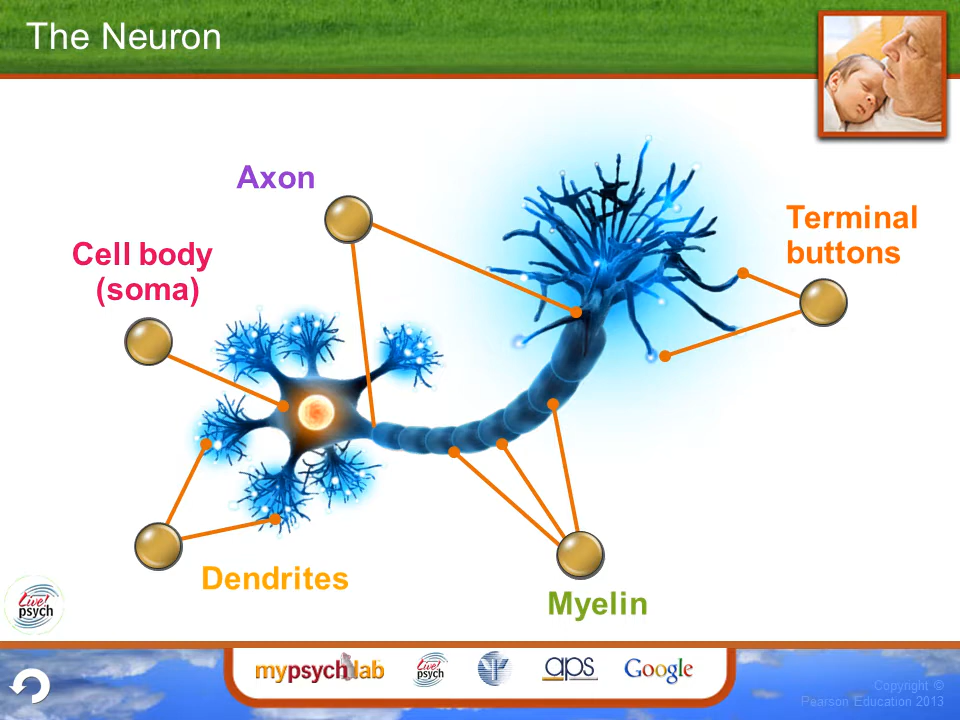 The Neuron
Axon
Terminal
buttons
Cell body
(soma)
Dendrites
Myelin
Live!
psych
mypsychlab
Live!
psych
aps
Google
Copyright ©
Pearson Education 2013